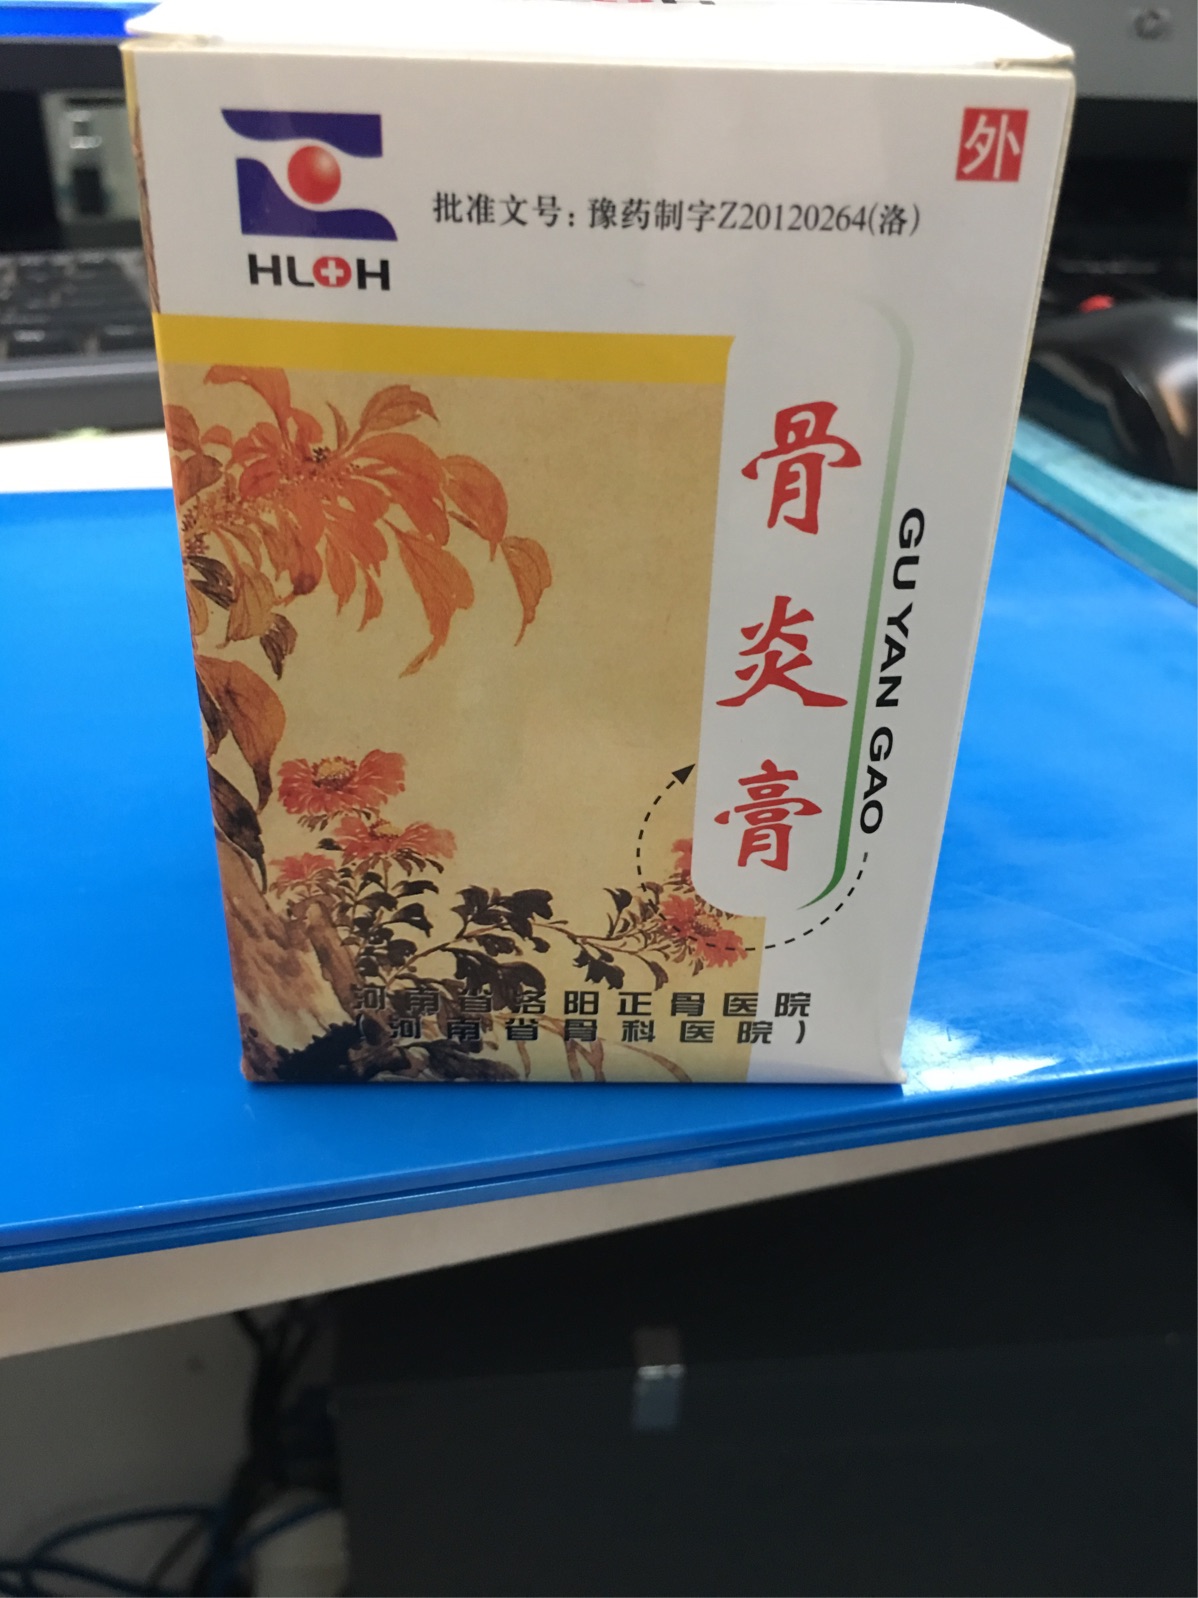 HLH
外
批准文号：豫药制字Z20120264(洛)
骨炎膏
GU YAN GAO
河南省洛阳正骨医院
(河南省骨科医院)